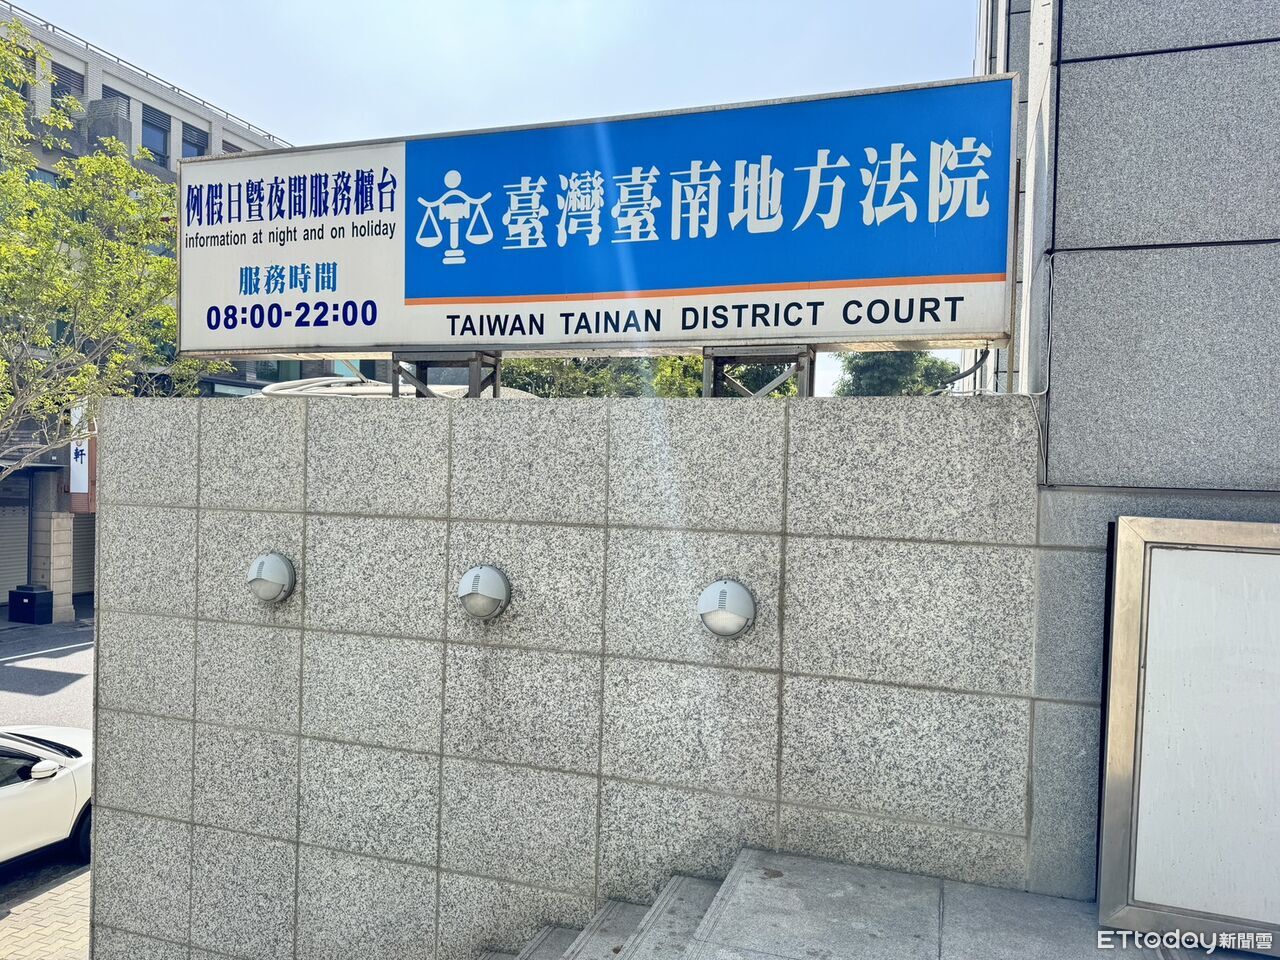 例假日暨夜間服務櫃台
information at night and on holiday
服務時間
08:00-22:00
臺灣臺南地方法院
TAIWAN TAINAN DISTRICT COURT
軒
ETtoday新聞雲